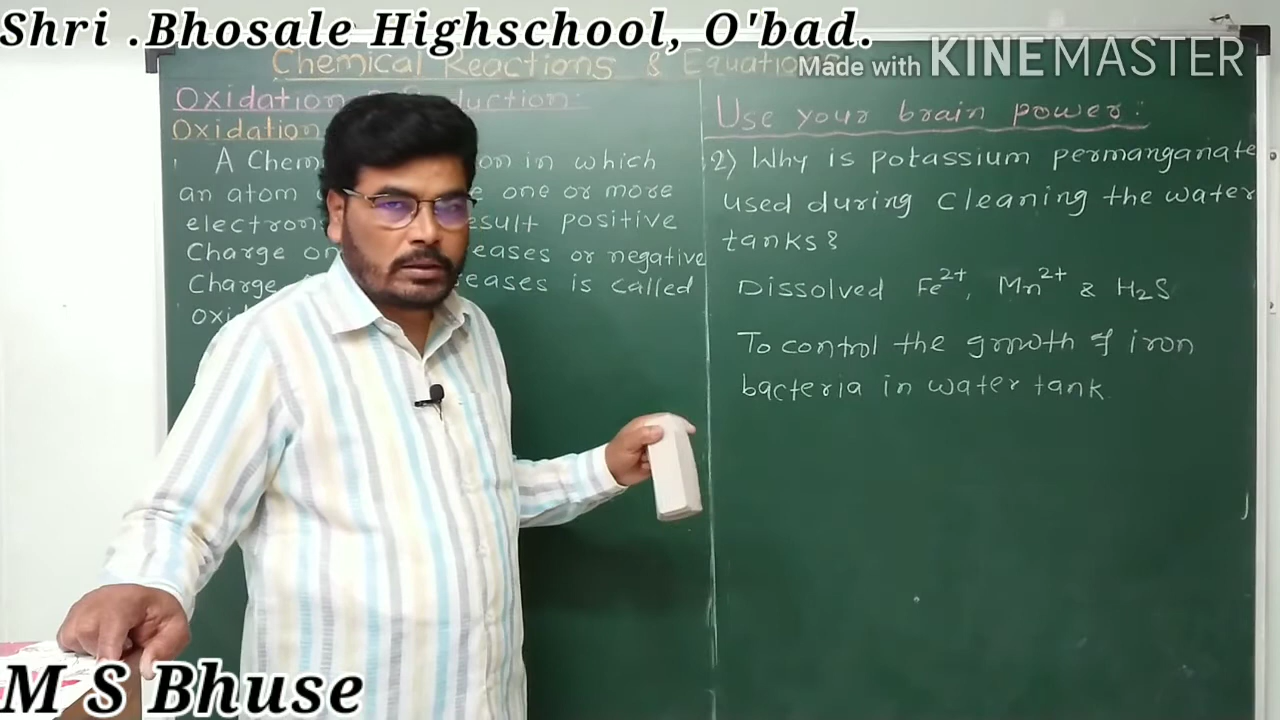 Shri .Bhosale Highschool, O'bad.
Made with KINEMASTER
Chemical Reactions & Equations
Oxidation & Reduction:
Oxidation
A Chem on in which
an atom one or more
electrons esult positive
Charge on eases or negative
Charge eases is called
Oxi
Use your brain power:
2) Why is potassium permanganate
used during cleaning the water
tanks?
Dissolved Fe²⁺, Mn²⁺ & H₂S
To control the growth of iron
bacteria in water tank
M S Bhuse